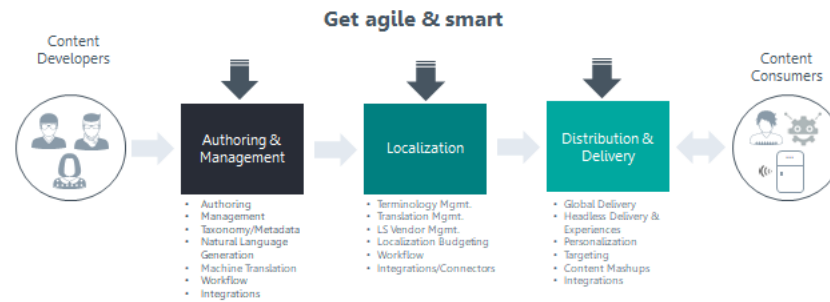 Get agile & smart
Content
Developers
Content
Consumers
Authoring &
Management
Localization
Distribution &
Delivery
• Authoring
• Management
• Taxonomy/Metadata
• Natural Language
Generation
• Machine Translation
• Workflow
• Integrations
• Terminology Mgmt.
• Translation Mgmt.
• LS Vendor Mgmt.
• Localization Budgeting
• Workflow
• Integrations/Connectors
• Global Delivery
• Headless Delivery &
Experiences
• Personalization
• Targeting
• Content Mashups
• Integrations